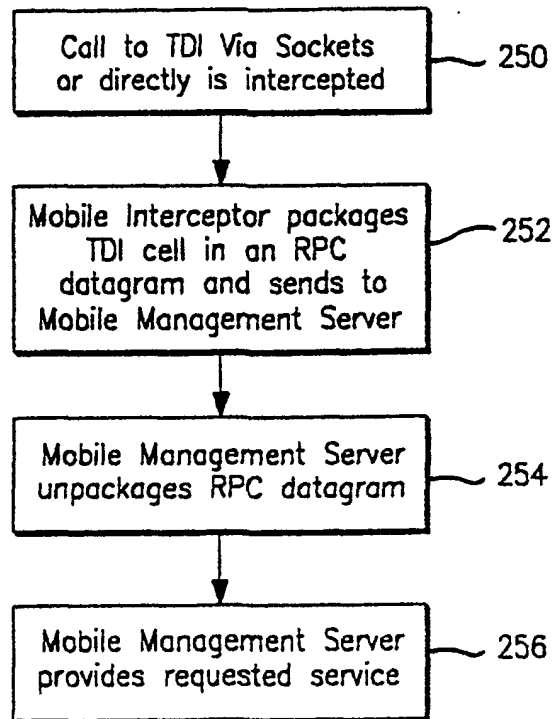 Call to TDI Via Sockets
or directly is intercepted
250
Mobile Interceptor packages
TDI cell in an RPC
datagram and sends to
Mobile Management Server
252
Mobile Management Server
unpackages RPC datagram
254
Mobile Management Server
provides requested service
256